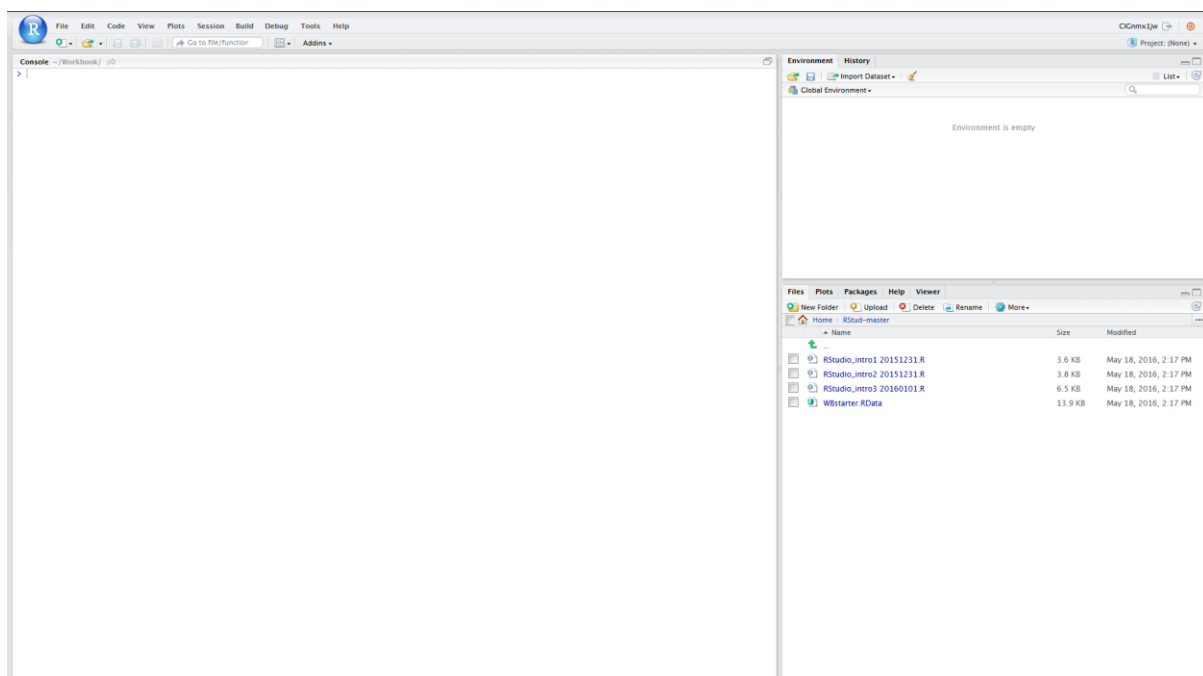 R File Edit Code View Plots Session Build Debug Tools Help ClGnmx1jw
Go to file/function Addins Project: (None)
Console ~/Workbook/
>
Environment History
Import Dataset List
Global Environment
Environment is empty
Files Plots Packages Help Viewer
New Folder Upload Delete Rename More
Home RStud-master ...
Name Size Modified
..
RStudio_intro1 20151231.R 3.6 KB May 18, 2016, 2:17 PM
RStudio_intro2 20151231.R 3.8 KB May 18, 2016, 2:17 PM
RStudio_intro3 20160101.R 6.5 KB May 18, 2016, 2:17 PM
WBstarter.RData 13.9 KB May 18, 2016, 2:17 PM